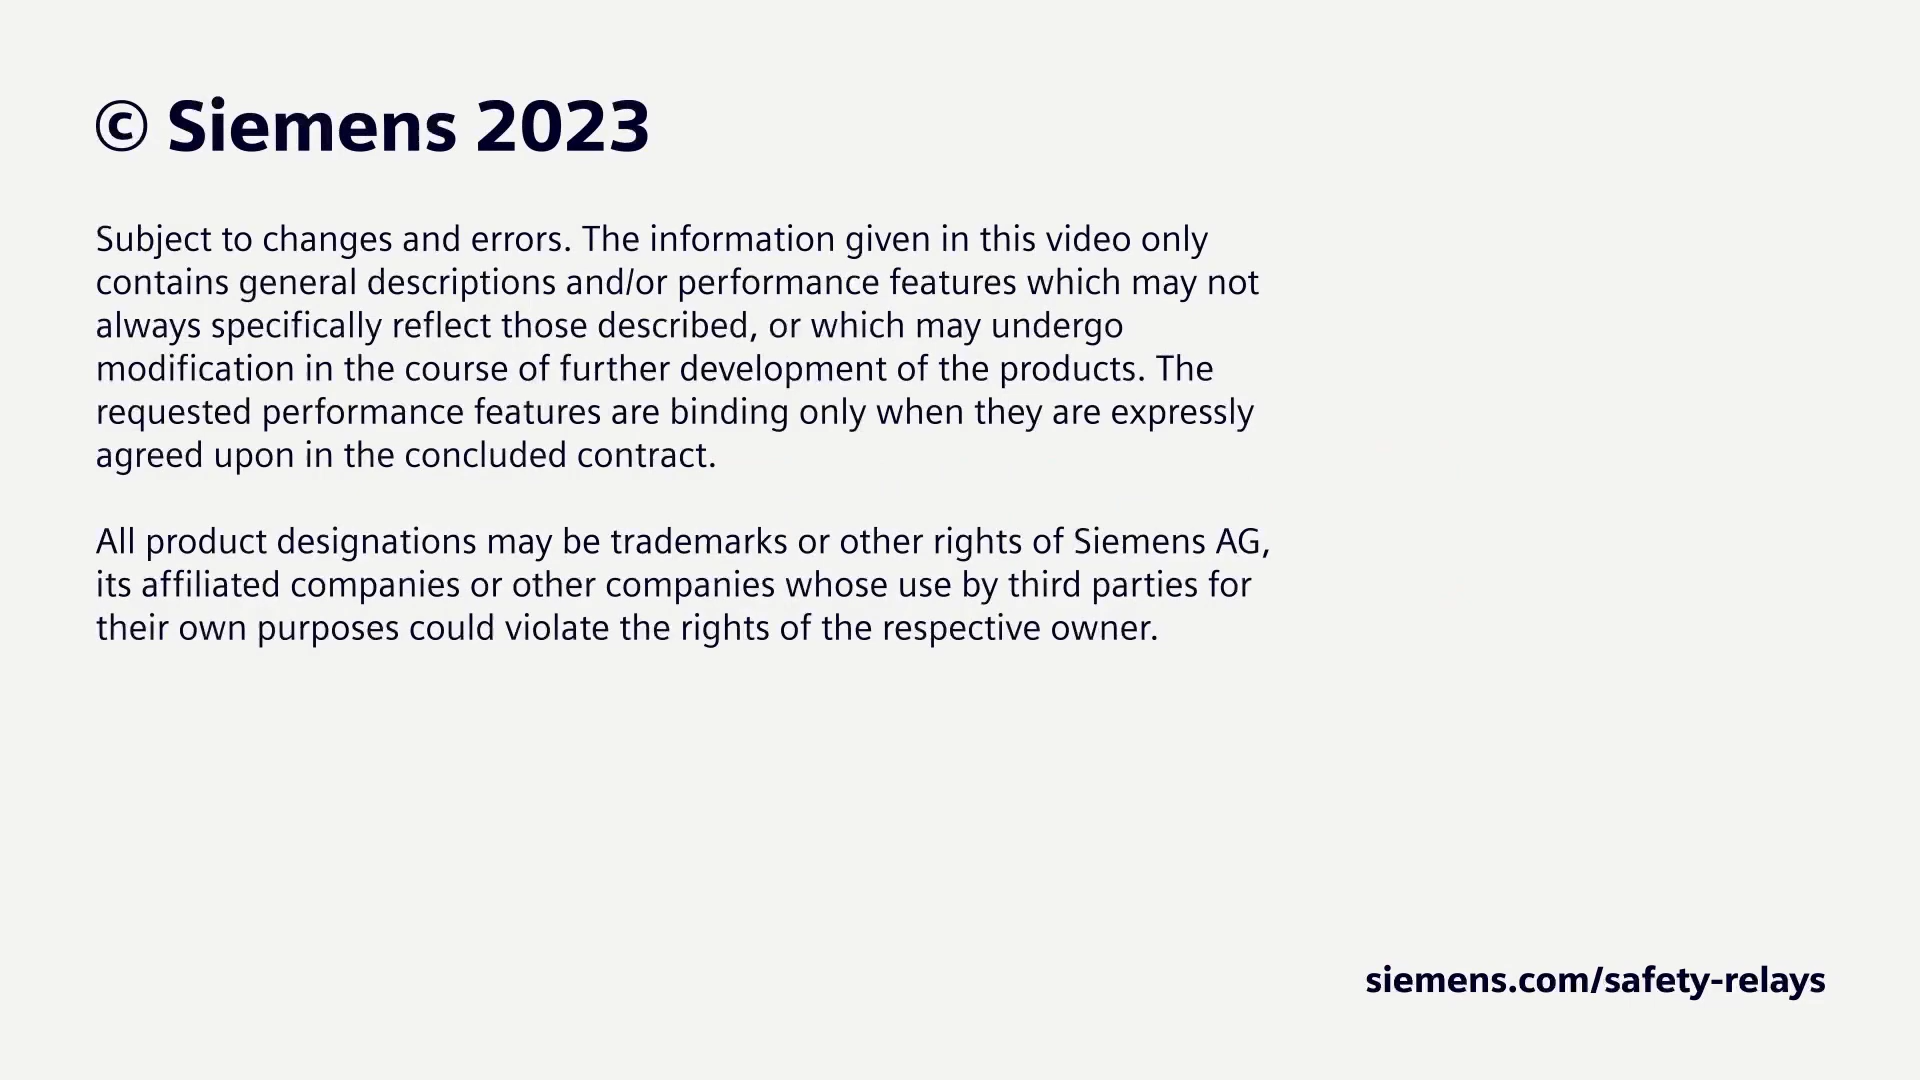 © Siemens 2023
Subject to changes and errors. The information given in this video only
contains general descriptions and/or performance features which may not
always specifically reflect those described, or which may undergo
modification in the course of further development of the products. The
requested performance features are binding only when they are expressly
agreed upon in the concluded contract.
All product designations may be trademarks or other rights of Siemens AG,
its affiliated companies or other companies whose use by third parties for
their own purposes could violate the rights of the respective owner.
siemens.com/safety-relays